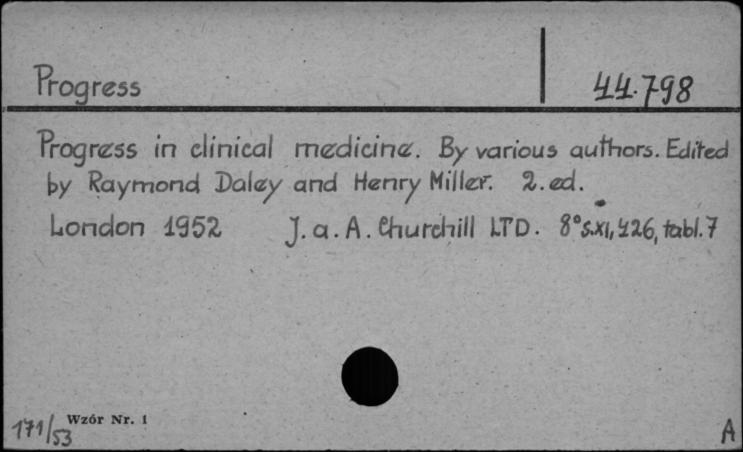 Progress 44.798
Progress in clinical medicine. By various authors. Edited
by Raymond Daley and Henry Miller. 2. ed.
London 1952 J. a. A. Churchill LTD. 8° s. XI, 426, tabl. 7
Wzór Nr. 1
171/53
A